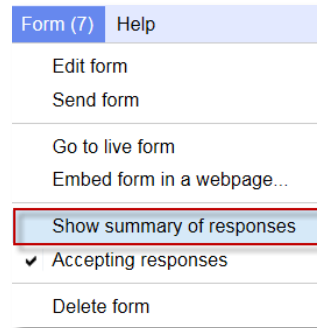 Form (7) Help
Edit form
Send form
Go to live form
Embed form in a webpage...
Show summary of responses
Accepting responses
Delete form